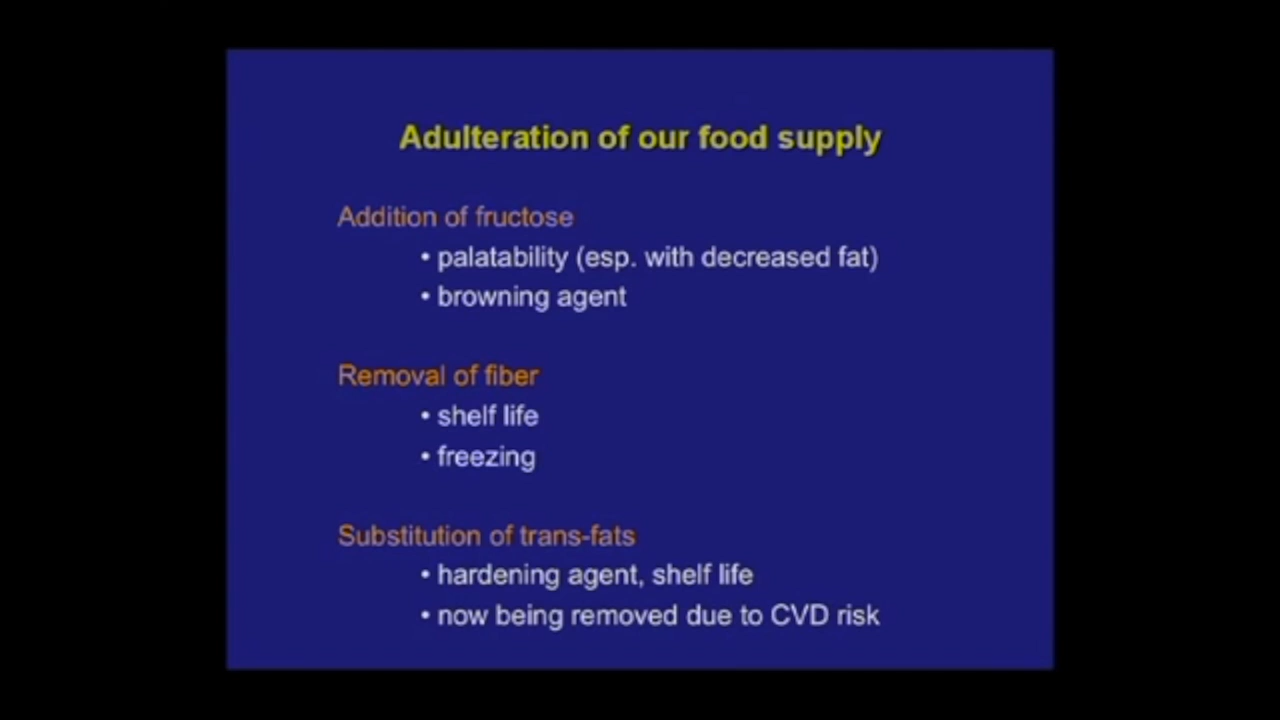 Adulteration of our food supply
Addition of fructose
• palatability (esp. with decreased fat)
• browning agent
Removal of fiber
• shelf life
• freezing
Substitution of trans-fats
• hardening agent, shelf life
• now being removed due to CVD risk